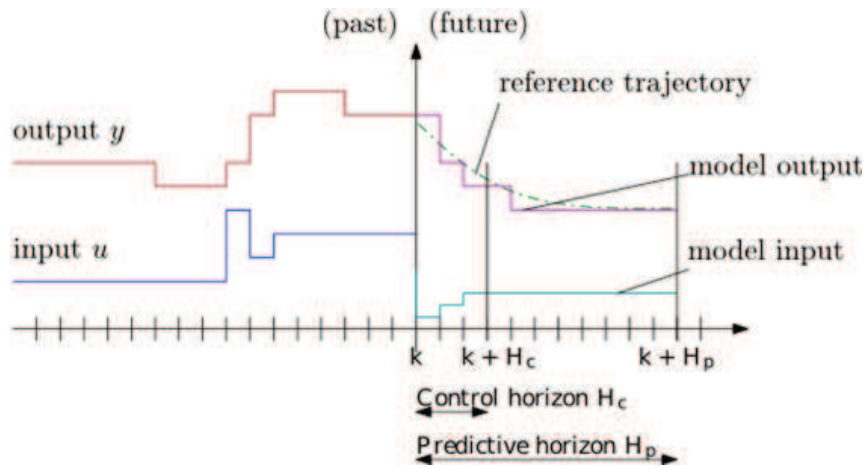 (past) (future)
reference trajectory
output y
model output
input u
model input
k k + Hc k + Hp
Control horizon Hc
Predictive horizon Hp